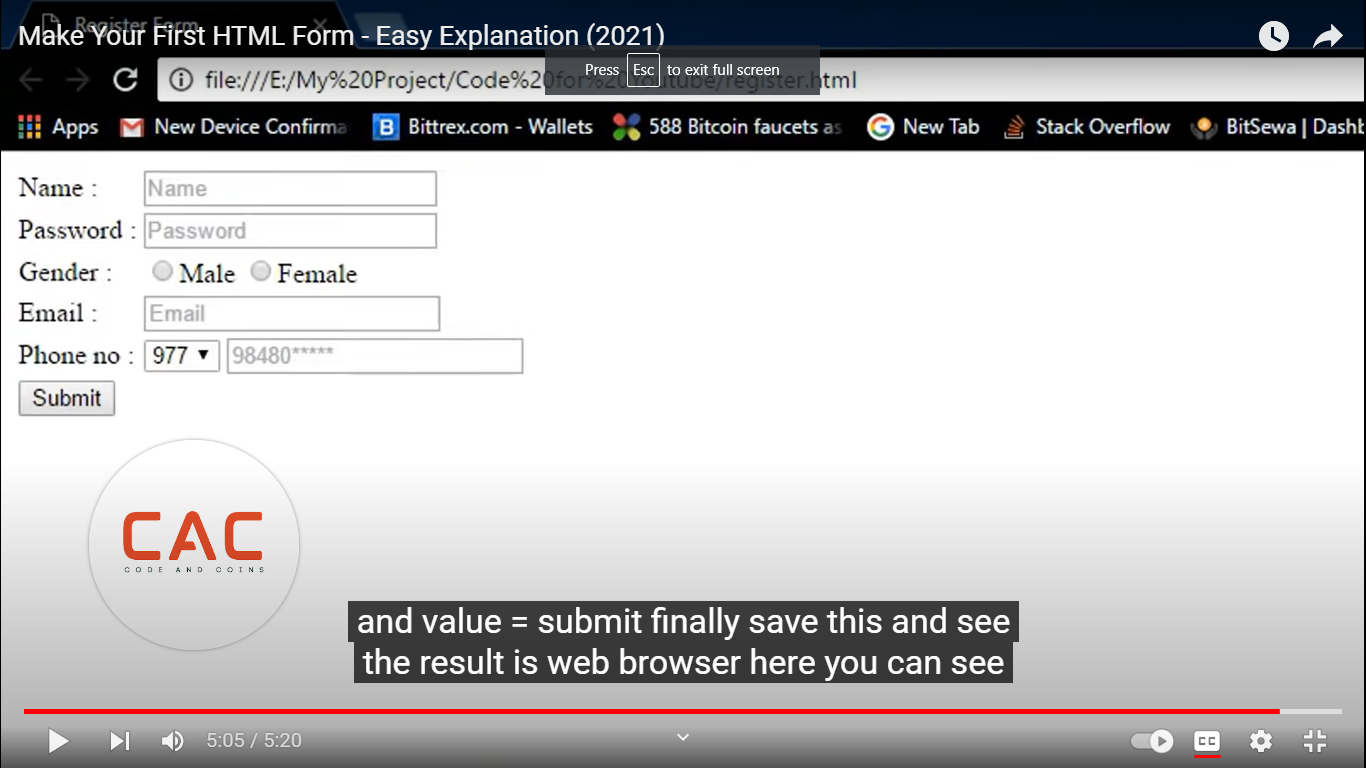 Register Form
Make Your First HTML Form - Easy Explanation (2021)
Press Esc to exit full screen
file:///E:/My%20Project/Code%20for%20Youtube/register.html
Apps New Device Confirma Bittrex.com - Wallets 588 Bitcoin faucets as New Tab Stack Overflow BitSewa | Dashb
Name : Name
Password : Password
Gender : Male Female
Email : Email
Phone no : 977 98480*****
Submit
CAC
CODE AND COINS
and value = submit finally save this and see
the result is web browser here you can see
5:05 / 5:20
CC